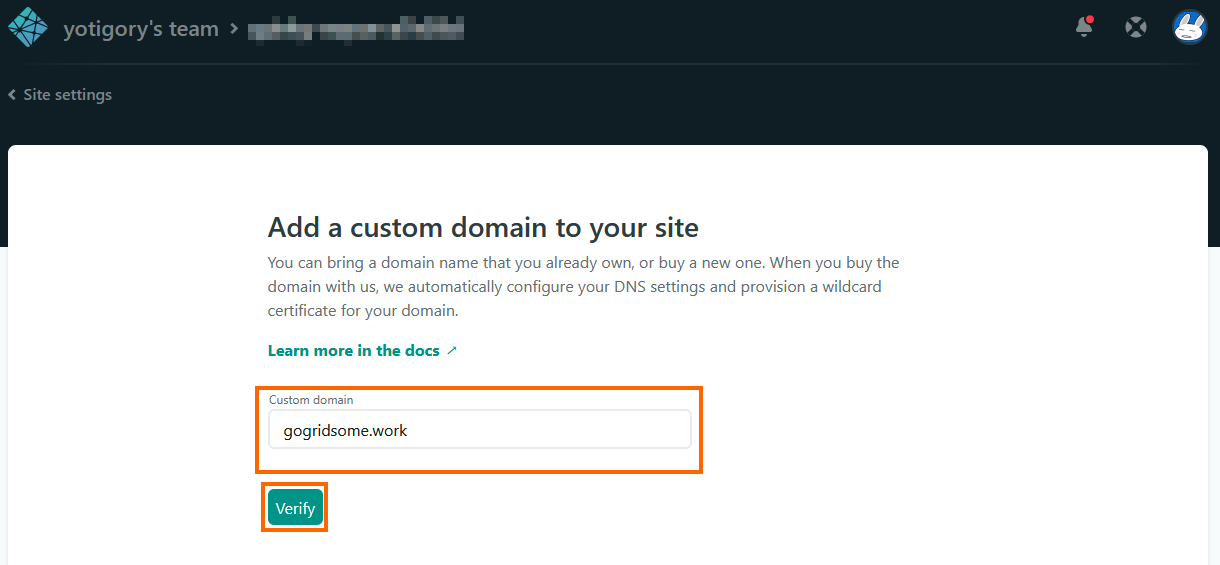 yotigory's team >
Site settings
Add a custom domain to your site
You can bring a domain name that you already own, or buy a new one. When you buy the
domain with us, we automatically configure your DNS settings and provision a wildcard
certificate for your domain.
Learn more in the docs ↗
Custom domain
gogridsome.work
Verify